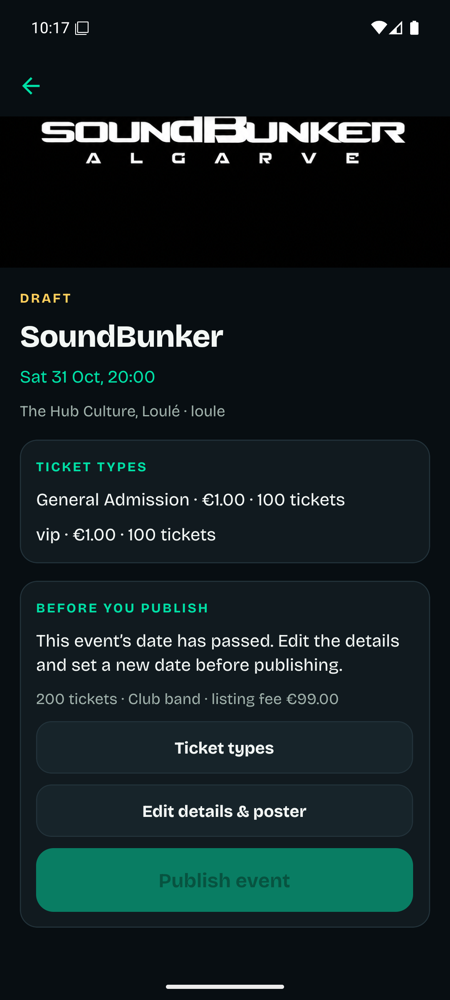 10:17
SOUNDBUNKER
ALGARVE
DRAFT
SoundBunker
Sat 31 Oct, 20:00
The Hub Culture, Loulé · loule
TICKET TYPES
General Admission · €1.00 · 100 tickets
vip · €1.00 · 100 tickets
BEFORE YOU PUBLISH
This event's date has passed. Edit the details
and set a new date before publishing.
200 tickets · Club band · listing fee €99.00
Ticket types
Edit details & poster
Publish event